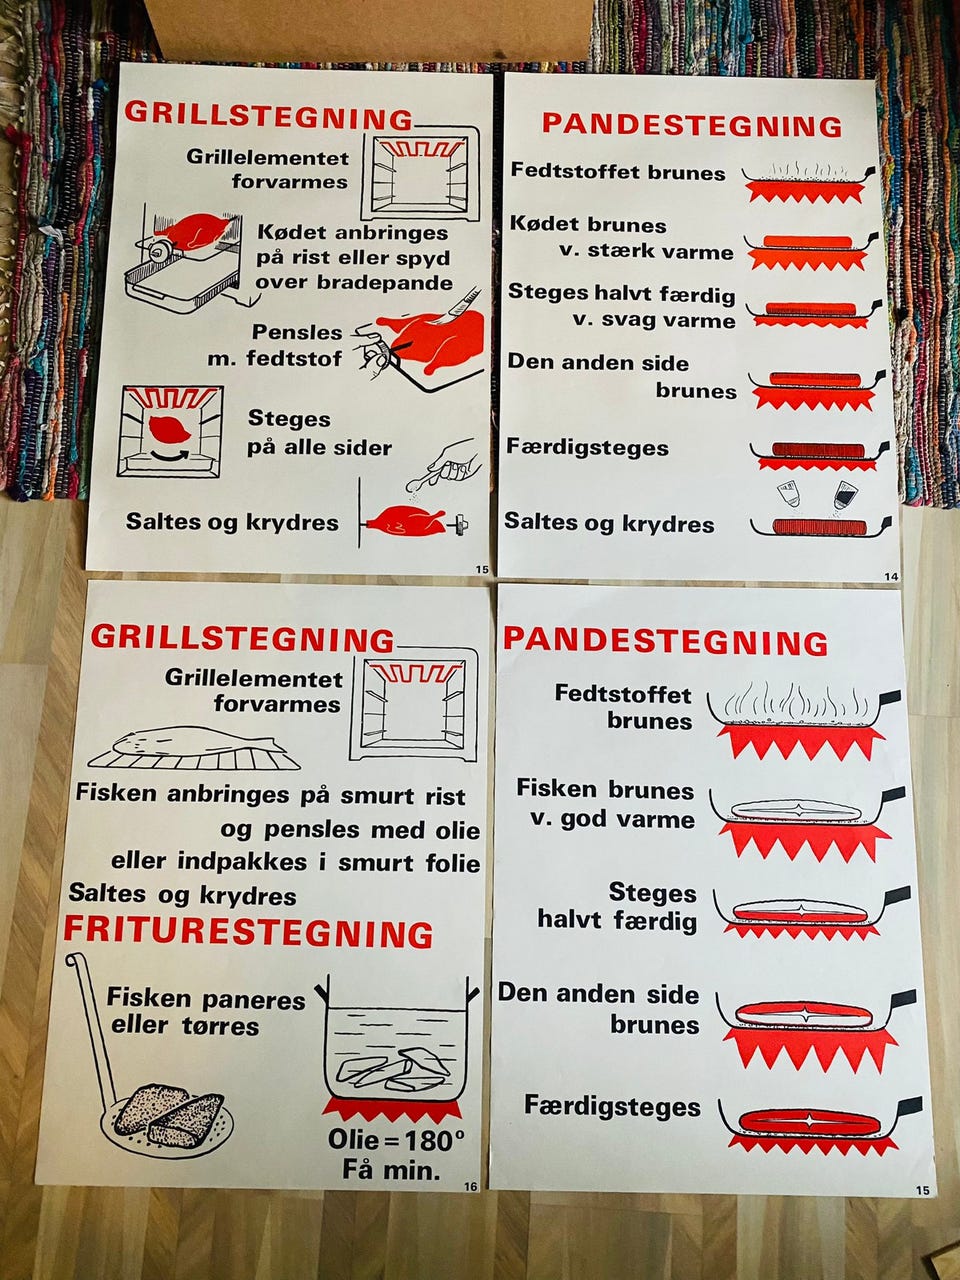 GRILLSTEGNING
Grillelementet
forvarmes
Kødet anbringes
på rist eller spyd
over bradepande
Pensles
m. fedtstof
Steges
på alle sider
Saltes og krydres
15
PANDESTEGNING
Fedtstoffet brunes
Kødet brunes
v. stærk varme
Steges halvt færdig
v. svag varme
Den anden side
brunes
Færdigsteges
Saltes og krydres
14
GRILLSTEGNING
Grillelementet
forvarmes
Fisken anbringes på smurt rist
og pensles med olie
eller indpakkes i smurt folie
Saltes og krydres
FRITURESTEGNING
Fisken paneres
eller tørres
Olie = 180°
Få min.
16
PANDESTEGNING
Fedtstoffet
brunes
Fisken brunes
v. god varme
Steges
halvt færdig
Den anden side
brunes
Færdigsteges
15